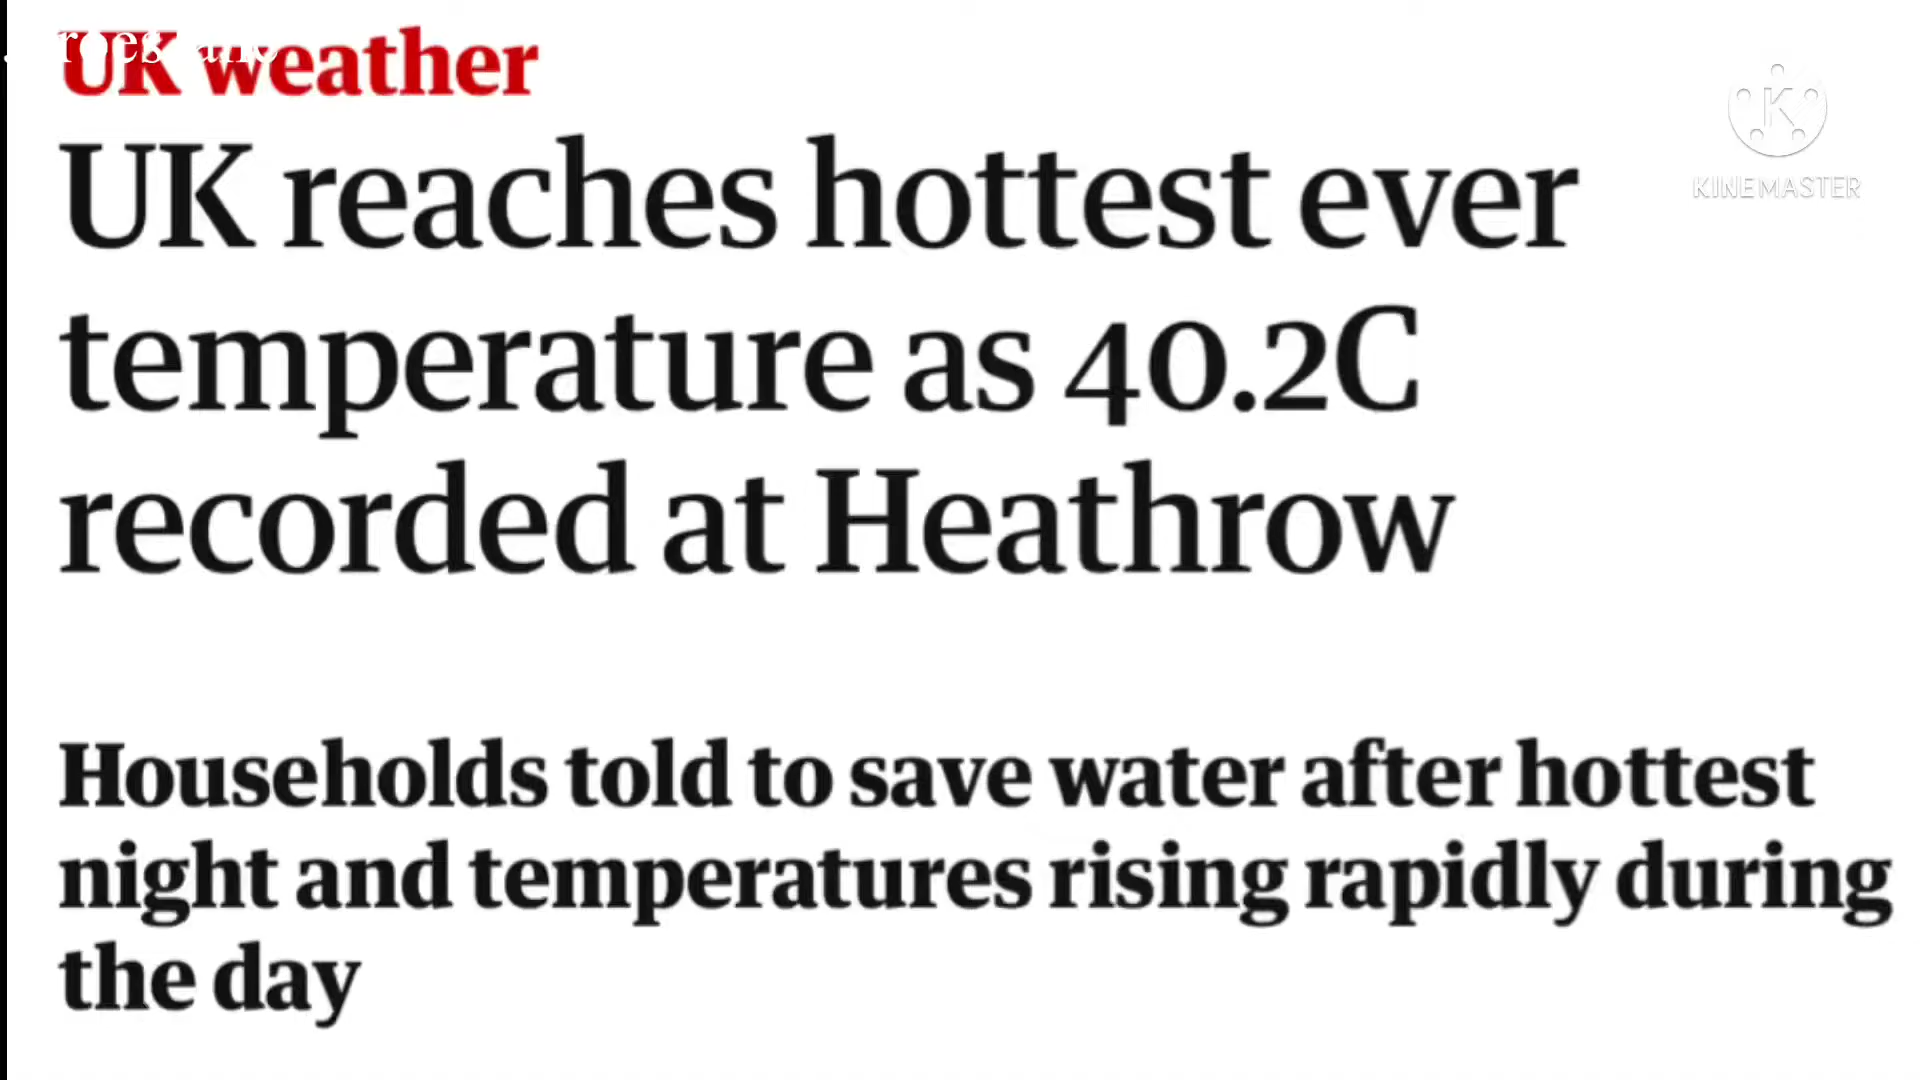 UK weather
KINEMASTER
UK reaches hottest ever
temperature as 40.2C
recorded at Heathrow
Households told to save water after hottest
night and temperatures rising rapidly during
the day